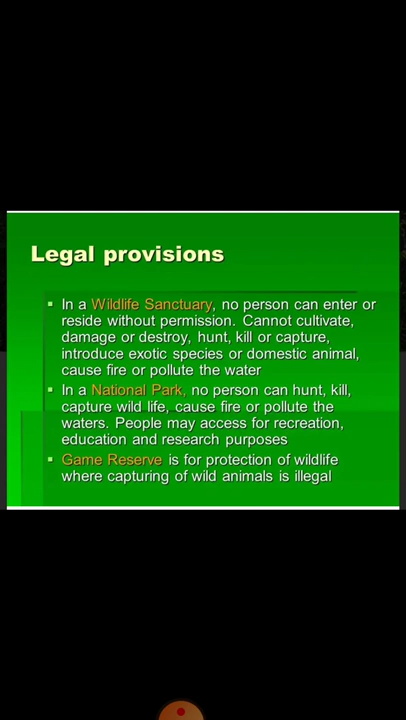 Legal provisions
▪ In a Wildlife Sanctuary, no person can enter or
reside without permission. Cannot cultivate,
damage or destroy, hunt, kill or capture,
introduce exotic species or domestic animal,
cause fire or pollute the water
▪ In a National Park, no person can hunt, kill,
capture wild life, cause fire or pollute the
waters. People may access for recreation,
education and research purposes
▪ Game Reserve is for protection of wildlife
where capturing of wild animals is illegal